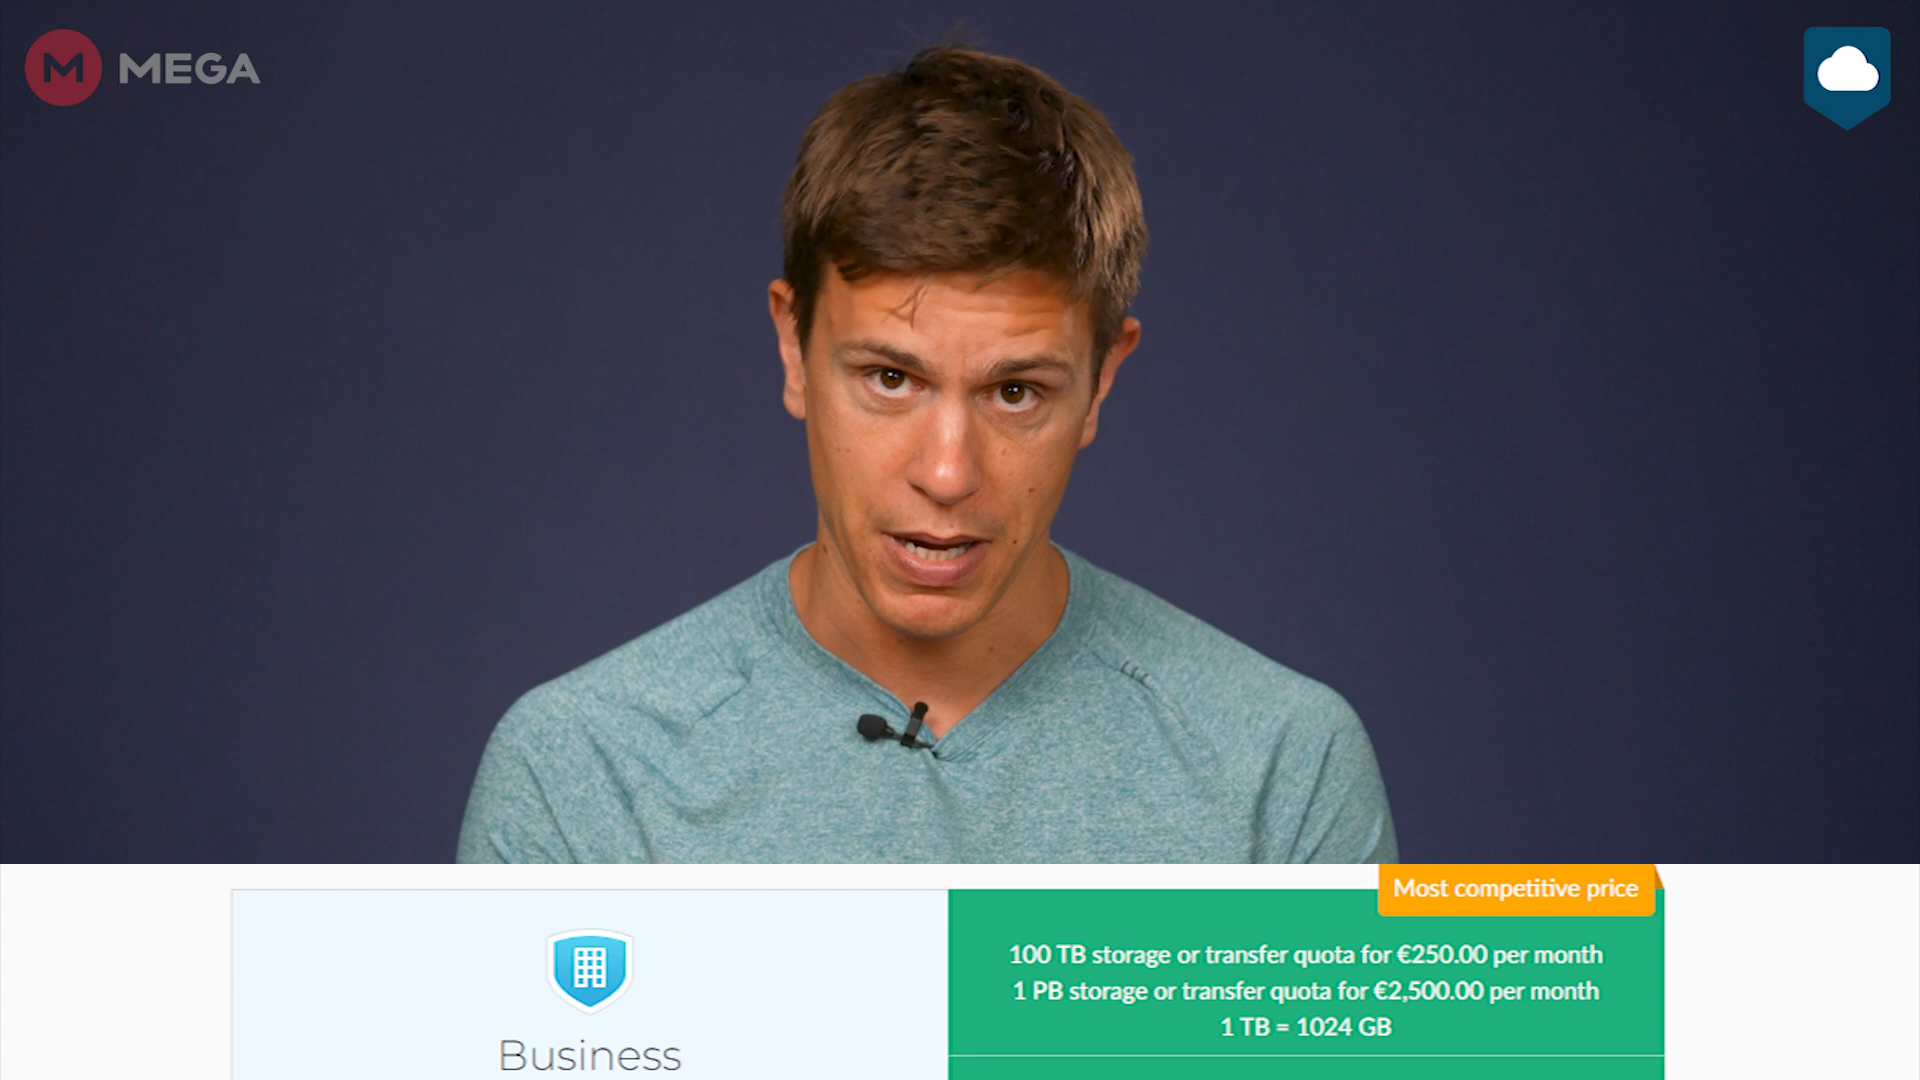 MEGA
Most competitive price
100 TB storage or transfer quota for €250.00 per month
1 PB storage or transfer quota for €2,500.00 per month
1 TB = 1024 GB
Business